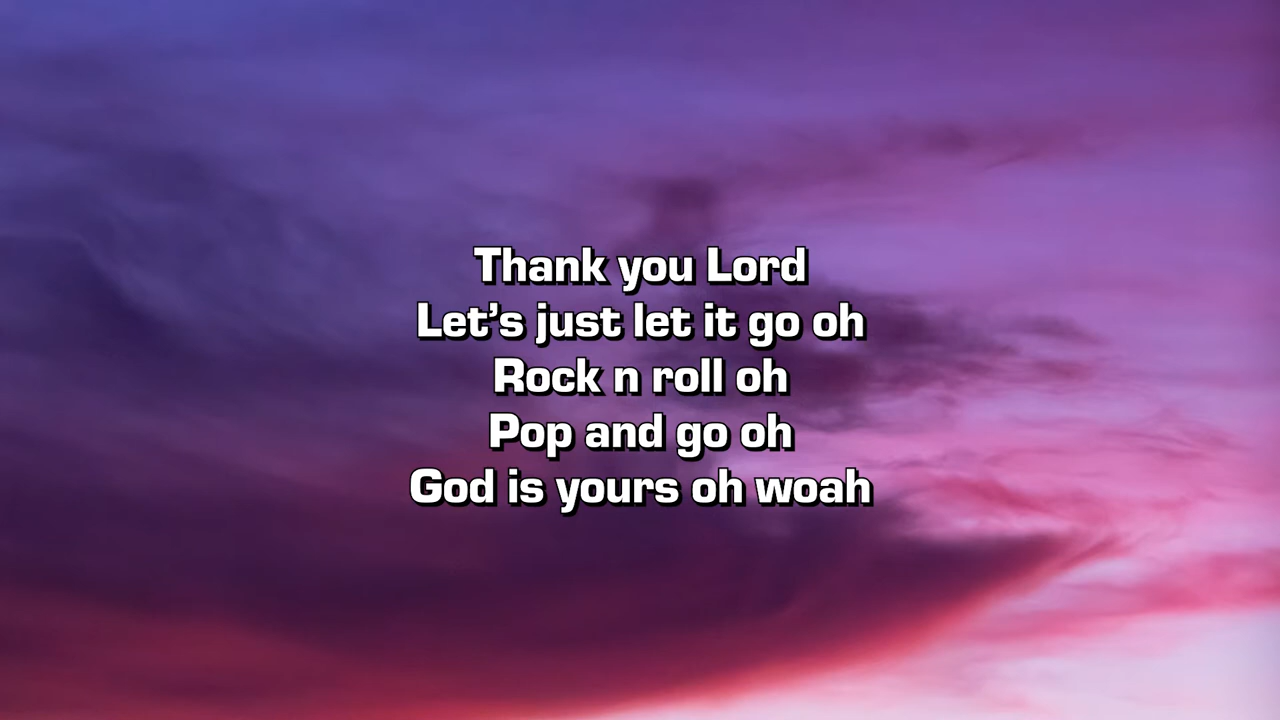 Thank you Lord
Let’s just let it go oh
Rock n roll oh
Pop and go oh
God is yours oh woah